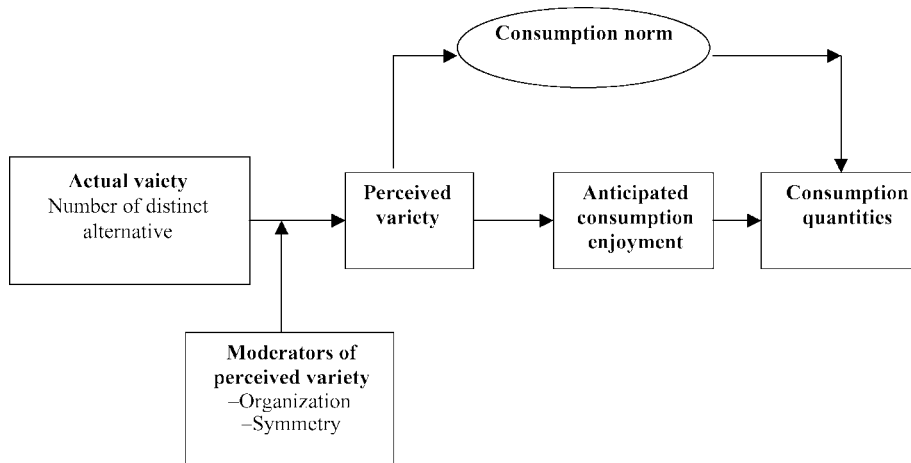 Consumption norm
Actual vaiety
Number of distinct
alternative
Perceived
variety
Anticipated
consumption
enjoyment
Consumption
quantities
Moderators of
perceived variety
–Organization
–Symmetry